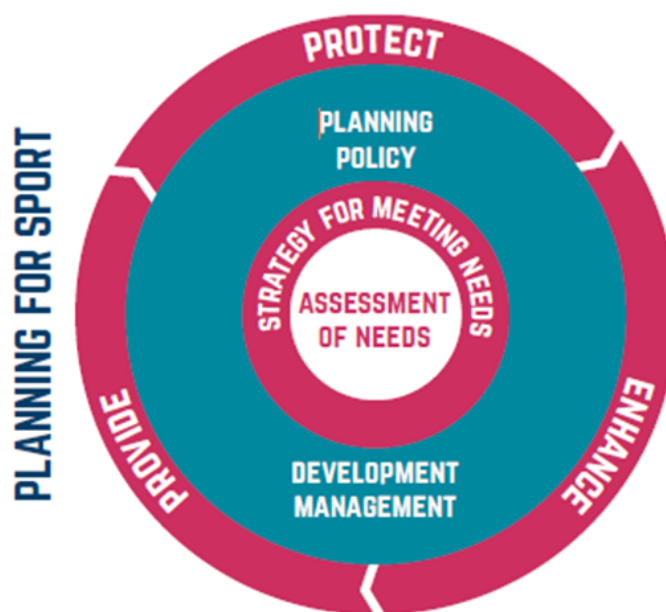 PLANNING FOR SPORT
PROTECT
PLANNING
POLICY
STRATEGY FOR MEETING NEEDS
ASSESSMENT
OF NEEDS
DEVELOPMENT
MANAGEMENT
PROVIDE
ENHANCE